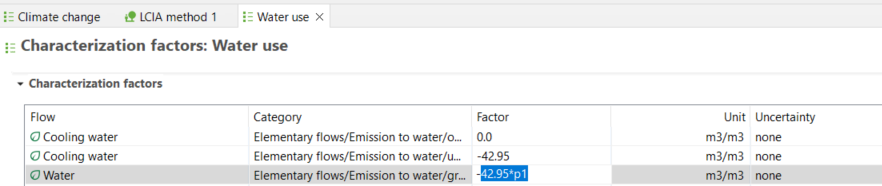 Climate change LCIA method 1 Water use
Characterization factors: Water use
Characterization factors
Flow Category Factor Unit Uncertainty
Cooling water Elementary flows/Emission to water/o... 0.0 m3/m3 none
Cooling water Elementary flows/Emission to water/u... -42.95 m3/m3 none
Water Elementary flows/Emission to water/gr... -42.95*p1 m3/m3 none